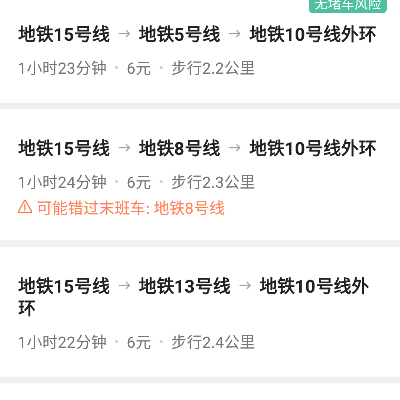 无堵车风险
地铁15号线 → 地铁5号线 → 地铁10号线外环
1小时23分钟 · 6元 · 步行2.2公里
地铁15号线 → 地铁8号线 → 地铁10号线外环
1小时24分钟 · 6元 · 步行2.3公里
可能错过末班车: 地铁8号线
地铁15号线 → 地铁13号线 → 地铁10号线外
环
1小时22分钟 · 6元 · 步行2.4公里